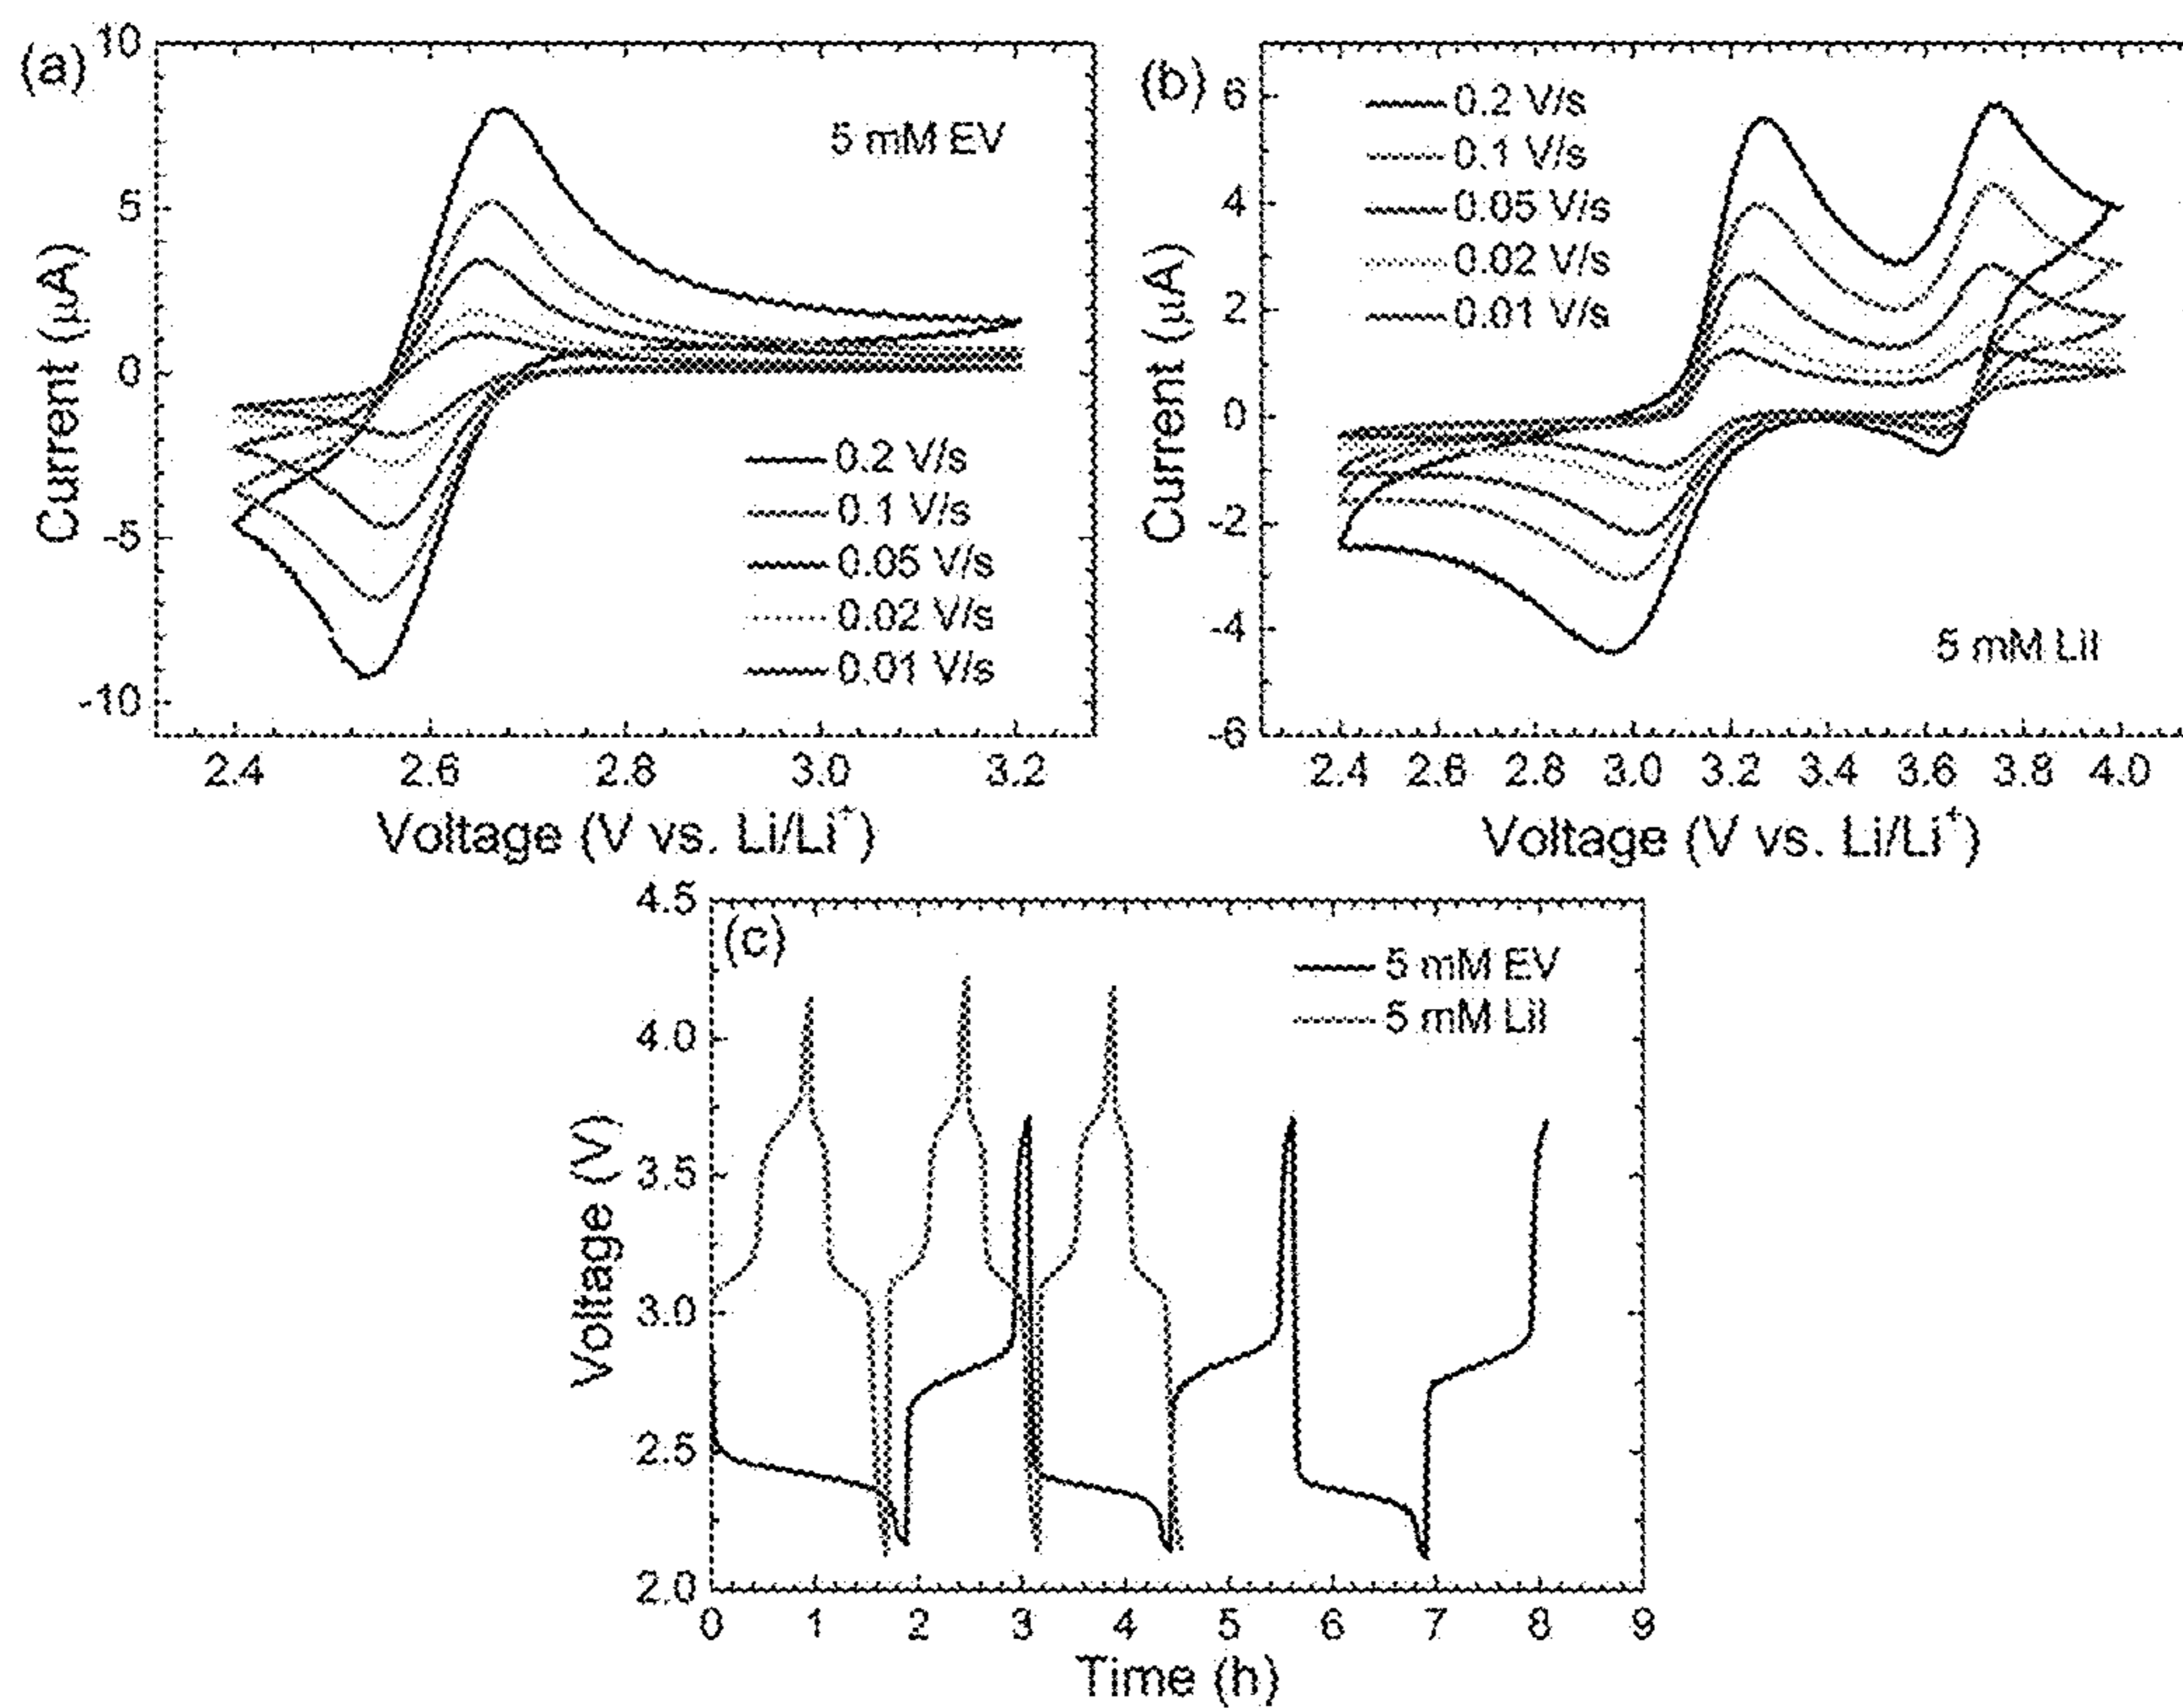 (a)
10
5
0
-5
-10
Current (µA)
5 mM EV
0.2 V/s
0.1 V/s
0.05 V/s
0.02 V/s
0.01 V/s
2.4 2.6 2.8 3.0 3.2
Voltage (V vs. Li/Li⁺)
(b)
6
4
2
0
-2
-4
-6
Current (µA)
0.2 V/s
0.1 V/s
0.05 V/s
0.02 V/s
0.01 V/s
5 mM LiI
2.4 2.6 2.8 3.0 3.2 3.4 3.6 3.8 4.0
Voltage (V vs. Li/Li⁺)
(c)
4.5
4.0
3.5
3.0
2.5
2.0
Voltage (V)
5 mM EV
5 mM LiI
0 1 2 3 4 5 6 7 8 9
Time (h)